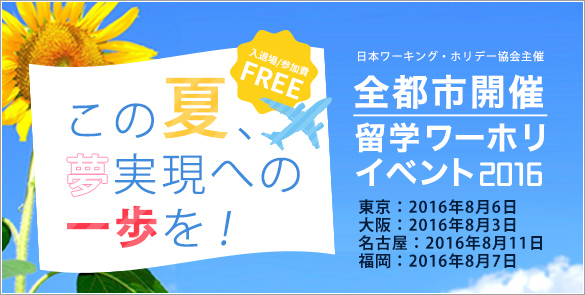 入退場/参加費
FREE
この夏、
夢実現への
一歩を!
日本ワーキング・ホリデー協会主催
全都市開催
留学ワーホリ
イベント2016
東京:2016年8月6日
大阪:2016年8月3日
名古屋:2016年8月11日
福岡:2016年8月7日